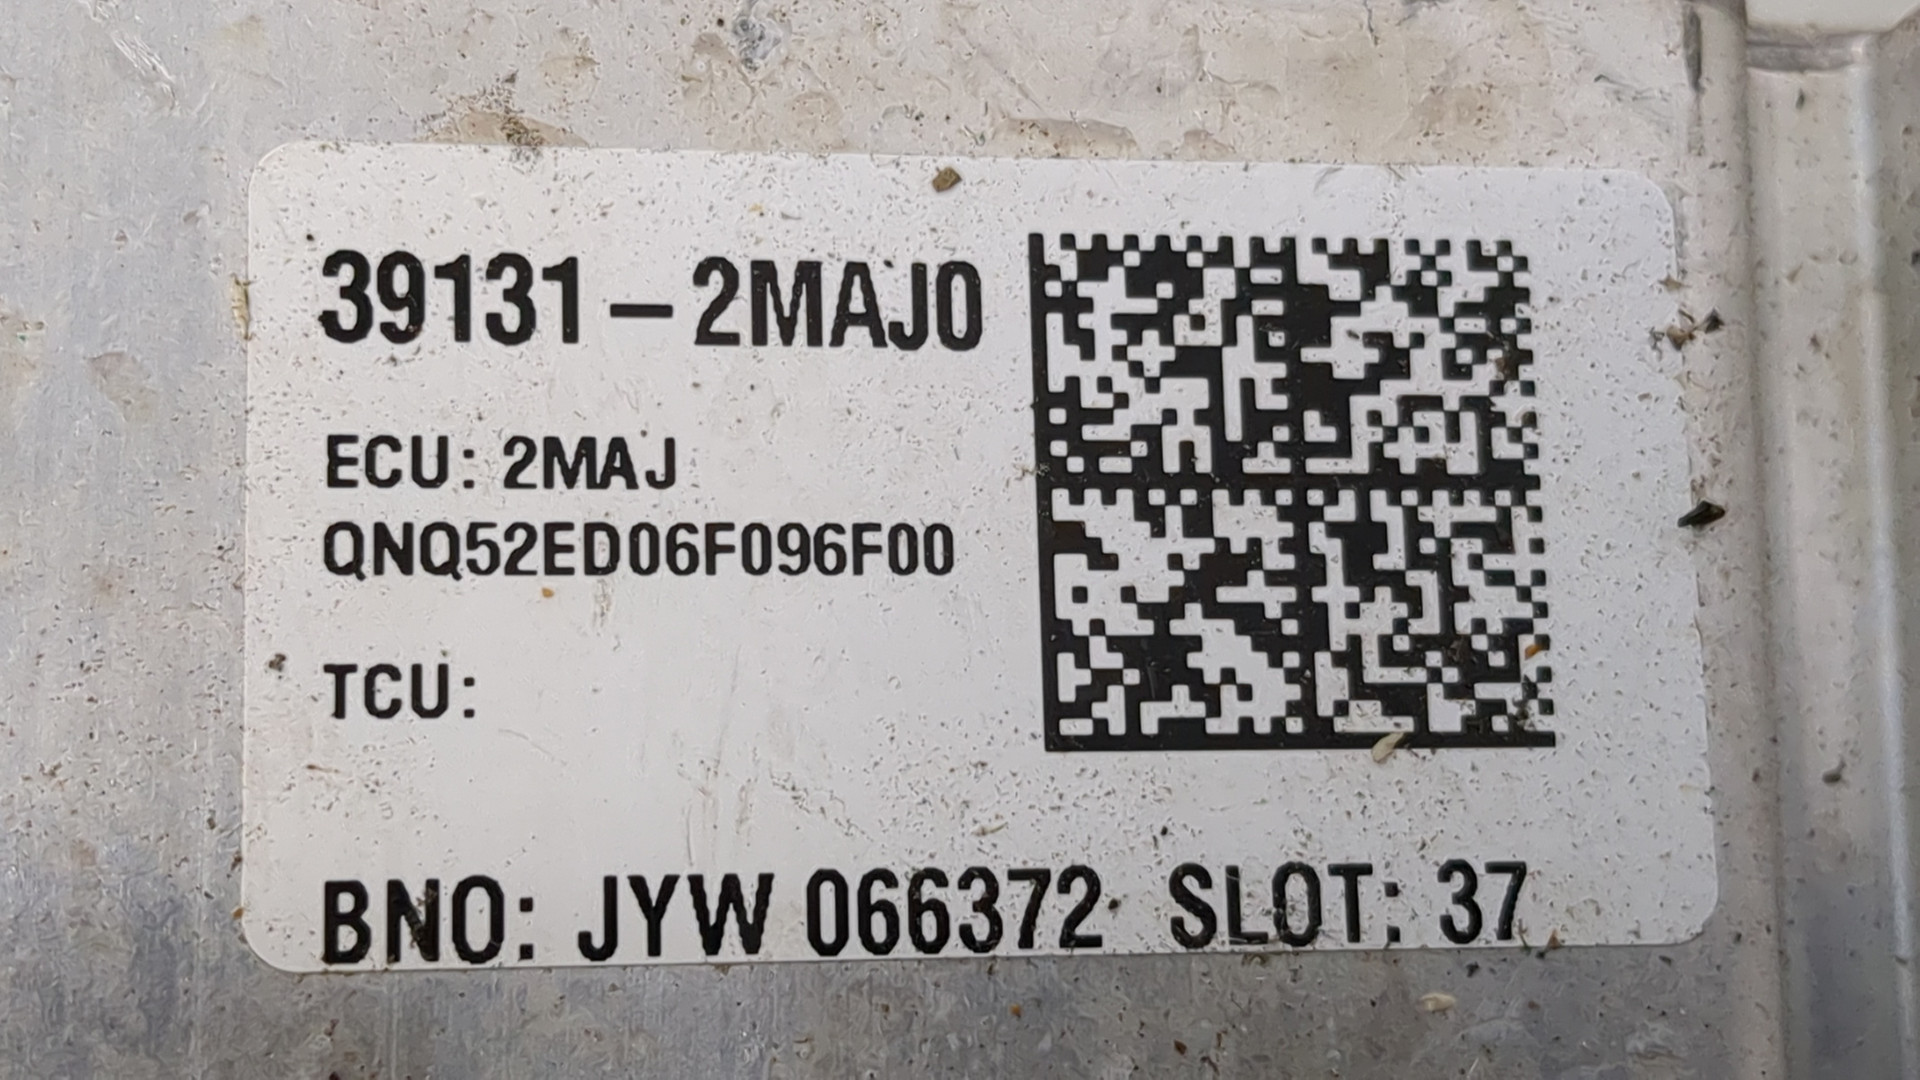 39131-2MAJ0
ECU: 2MAJ
QNQ52ED06F096F00
TCU:
BNO: JYW 066372 SLOT: 37